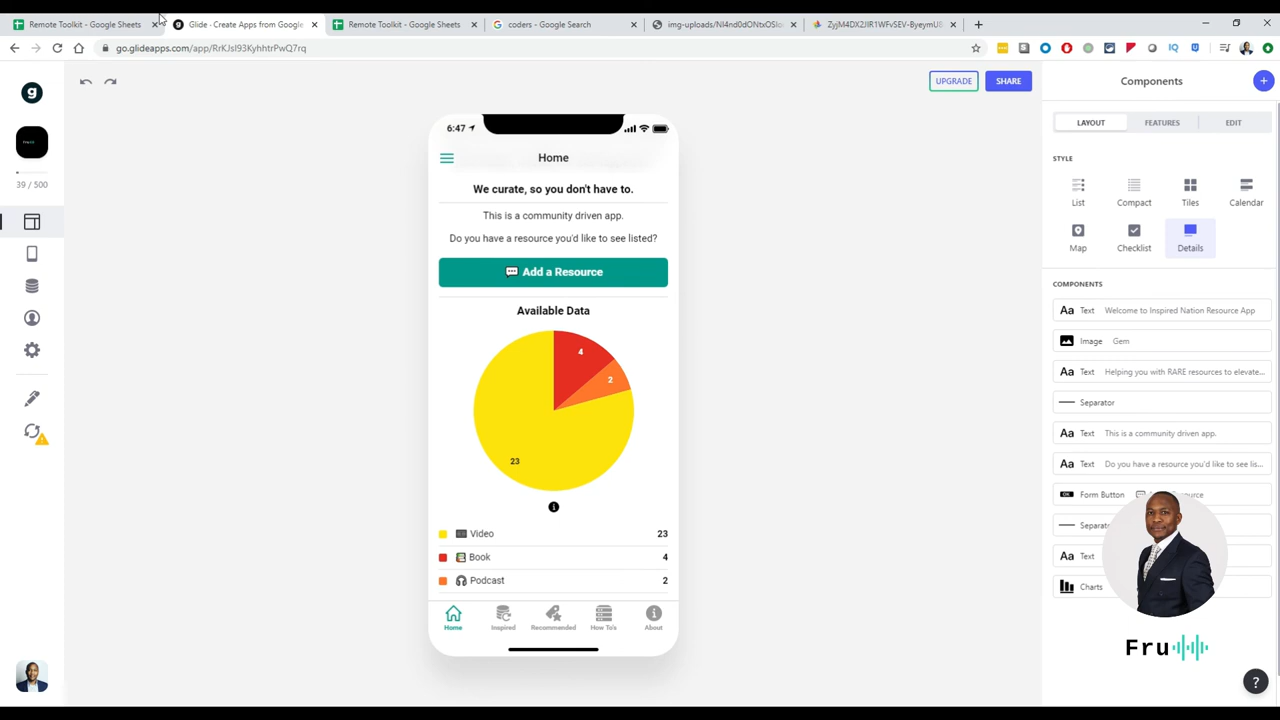 Remote Toolkit - Google Sheets
Glide · Create Apps from Google
Remote Toolkit - Google Sheets
coders - Google Search
img-uploads/NI4nd0dONtxOSlo
ZyjM4DX2JIR1WFvSEV-ByeymU8
go.glideapps.com/app/RrKJsI93KyhhtrPwQ7rq
g
UPGRADE
SHARE
Components
LAYOUT
FEATURES
EDIT
STYLE
List
Compact
Tiles
Calendar
Map
Checklist
Details
COMPONENTS
Aa Text Welcome to Inspired Nation Resource App
Image Gem
Aa Text Helping you with RARE resources to elevate...
Separator
Aa Text This is a community driven app.
Aa Text Do you have a resource you'd like to see lis...
Form Button
Aa Text
Charts
39 / 500
6:47
Home
We curate, so you don't have to.
This is a community driven app.
Do you have a resource you'd like to see listed?
Add a Resource
Available Data
4
2
23
Video 23
Book 4
Podcast 2
Home
Inspired
Recommended
How To's
About
Fru
?